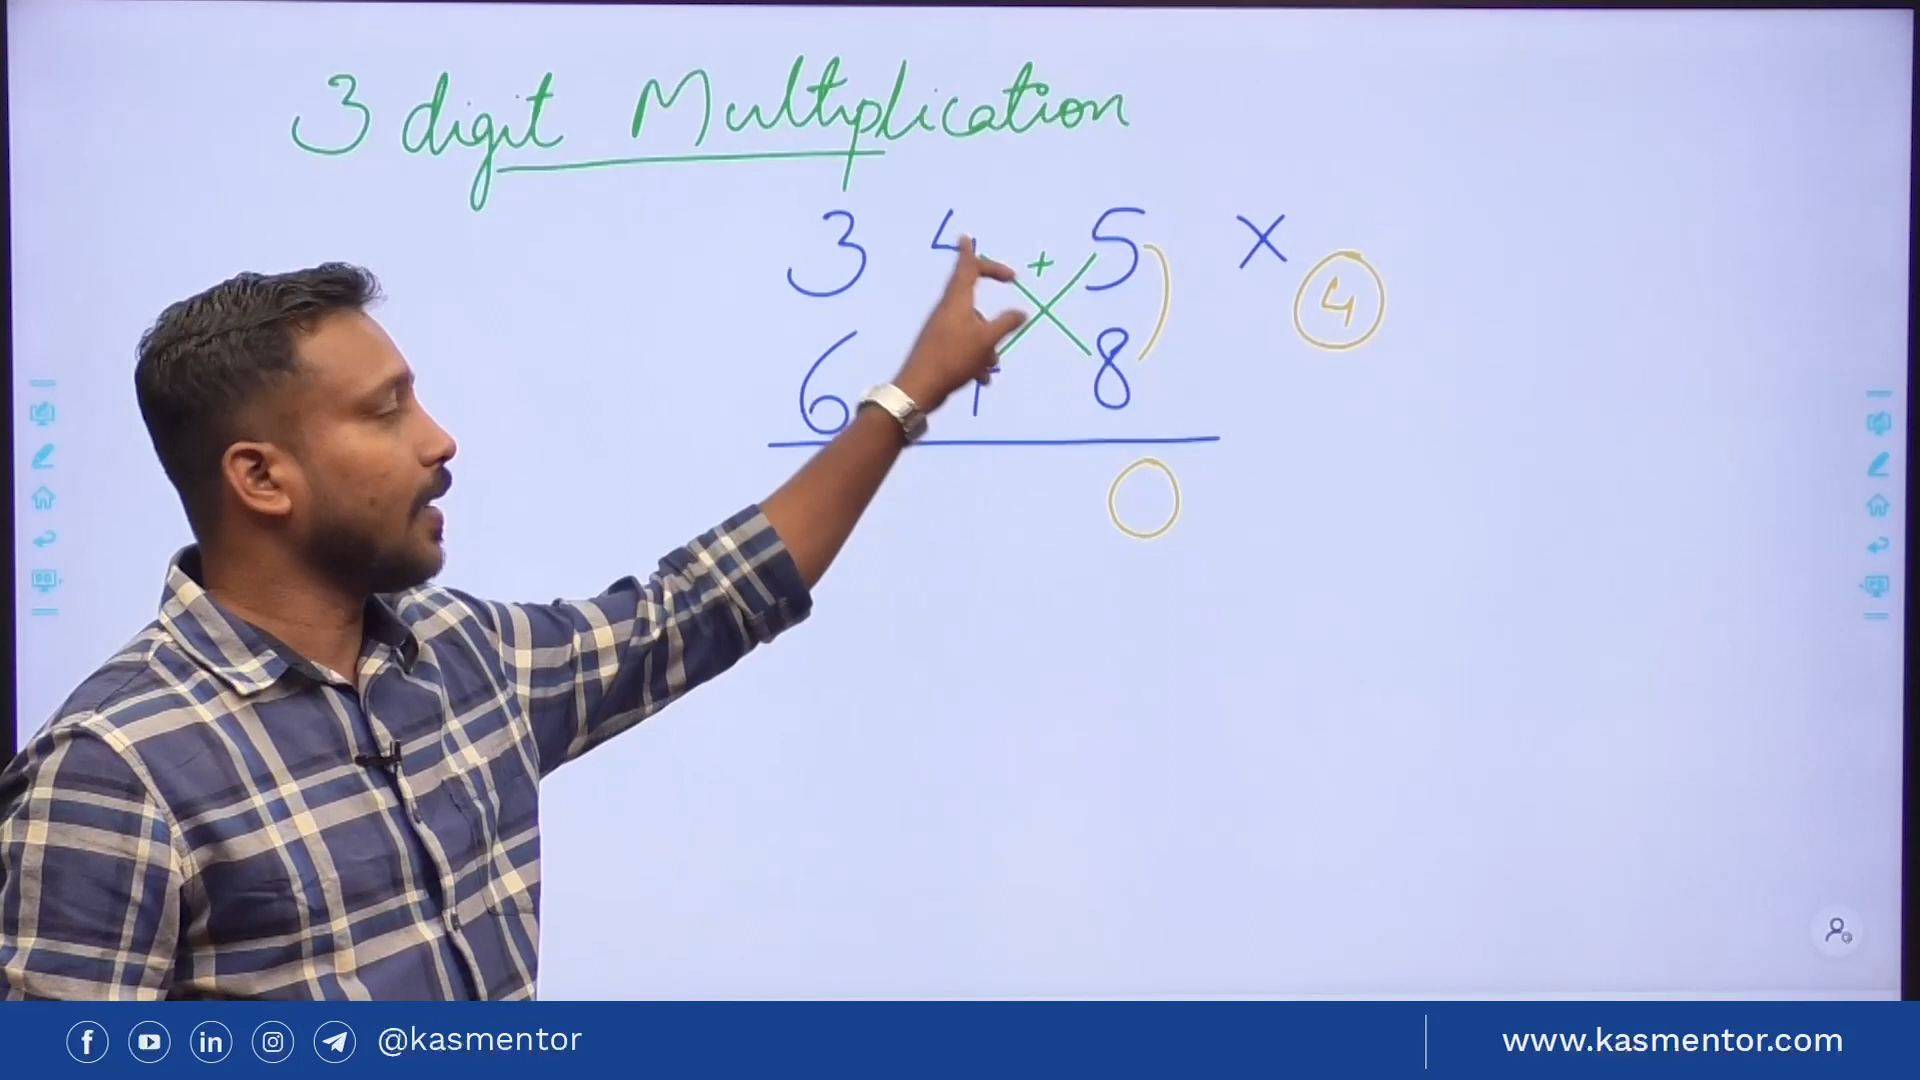 3 digit Multiplication
3 4 + 5 ×
4
6 8
0
@kasmentor
www.kasmentor.com